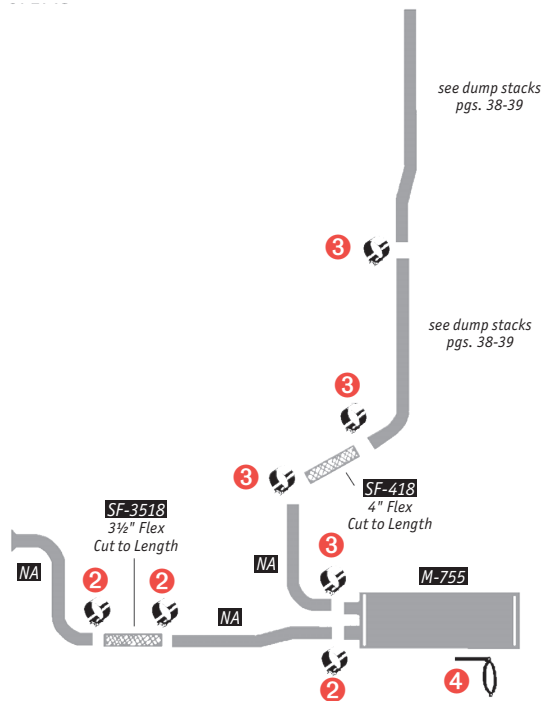 see dump stacks
pgs. 38-39
3
see dump stacks
pgs. 38-39
3
3
SF-418
4" Flex
Cut to Length
SF-3518
3½" Flex
Cut to Length
3
NA
M-755
NA
2
2
NA
2
4